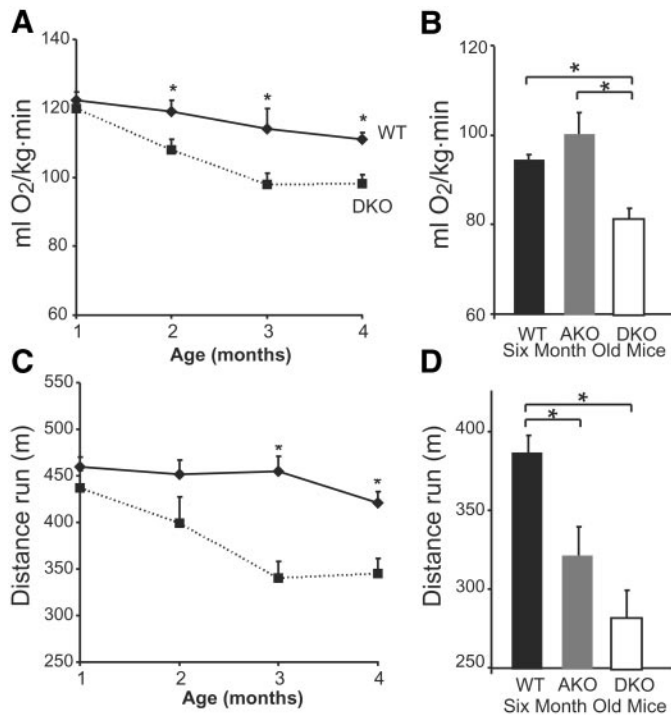 A
140
120
100
80
60
ml O₂/kg·min
*
*
*
WT
DKO
1 2 3 4
Age (months)
B
120
100
80
60
ml O₂/kg·min
*
*
WT AKO DKO
Six Month Old Mice
C
550
500
450
400
350
300
250
Distance run (m)
*
*
1 2 3 4
Age (months)
D
400
350
300
250
Distance run (m)
*
*
WT AKO DKO
Six Month Old Mice